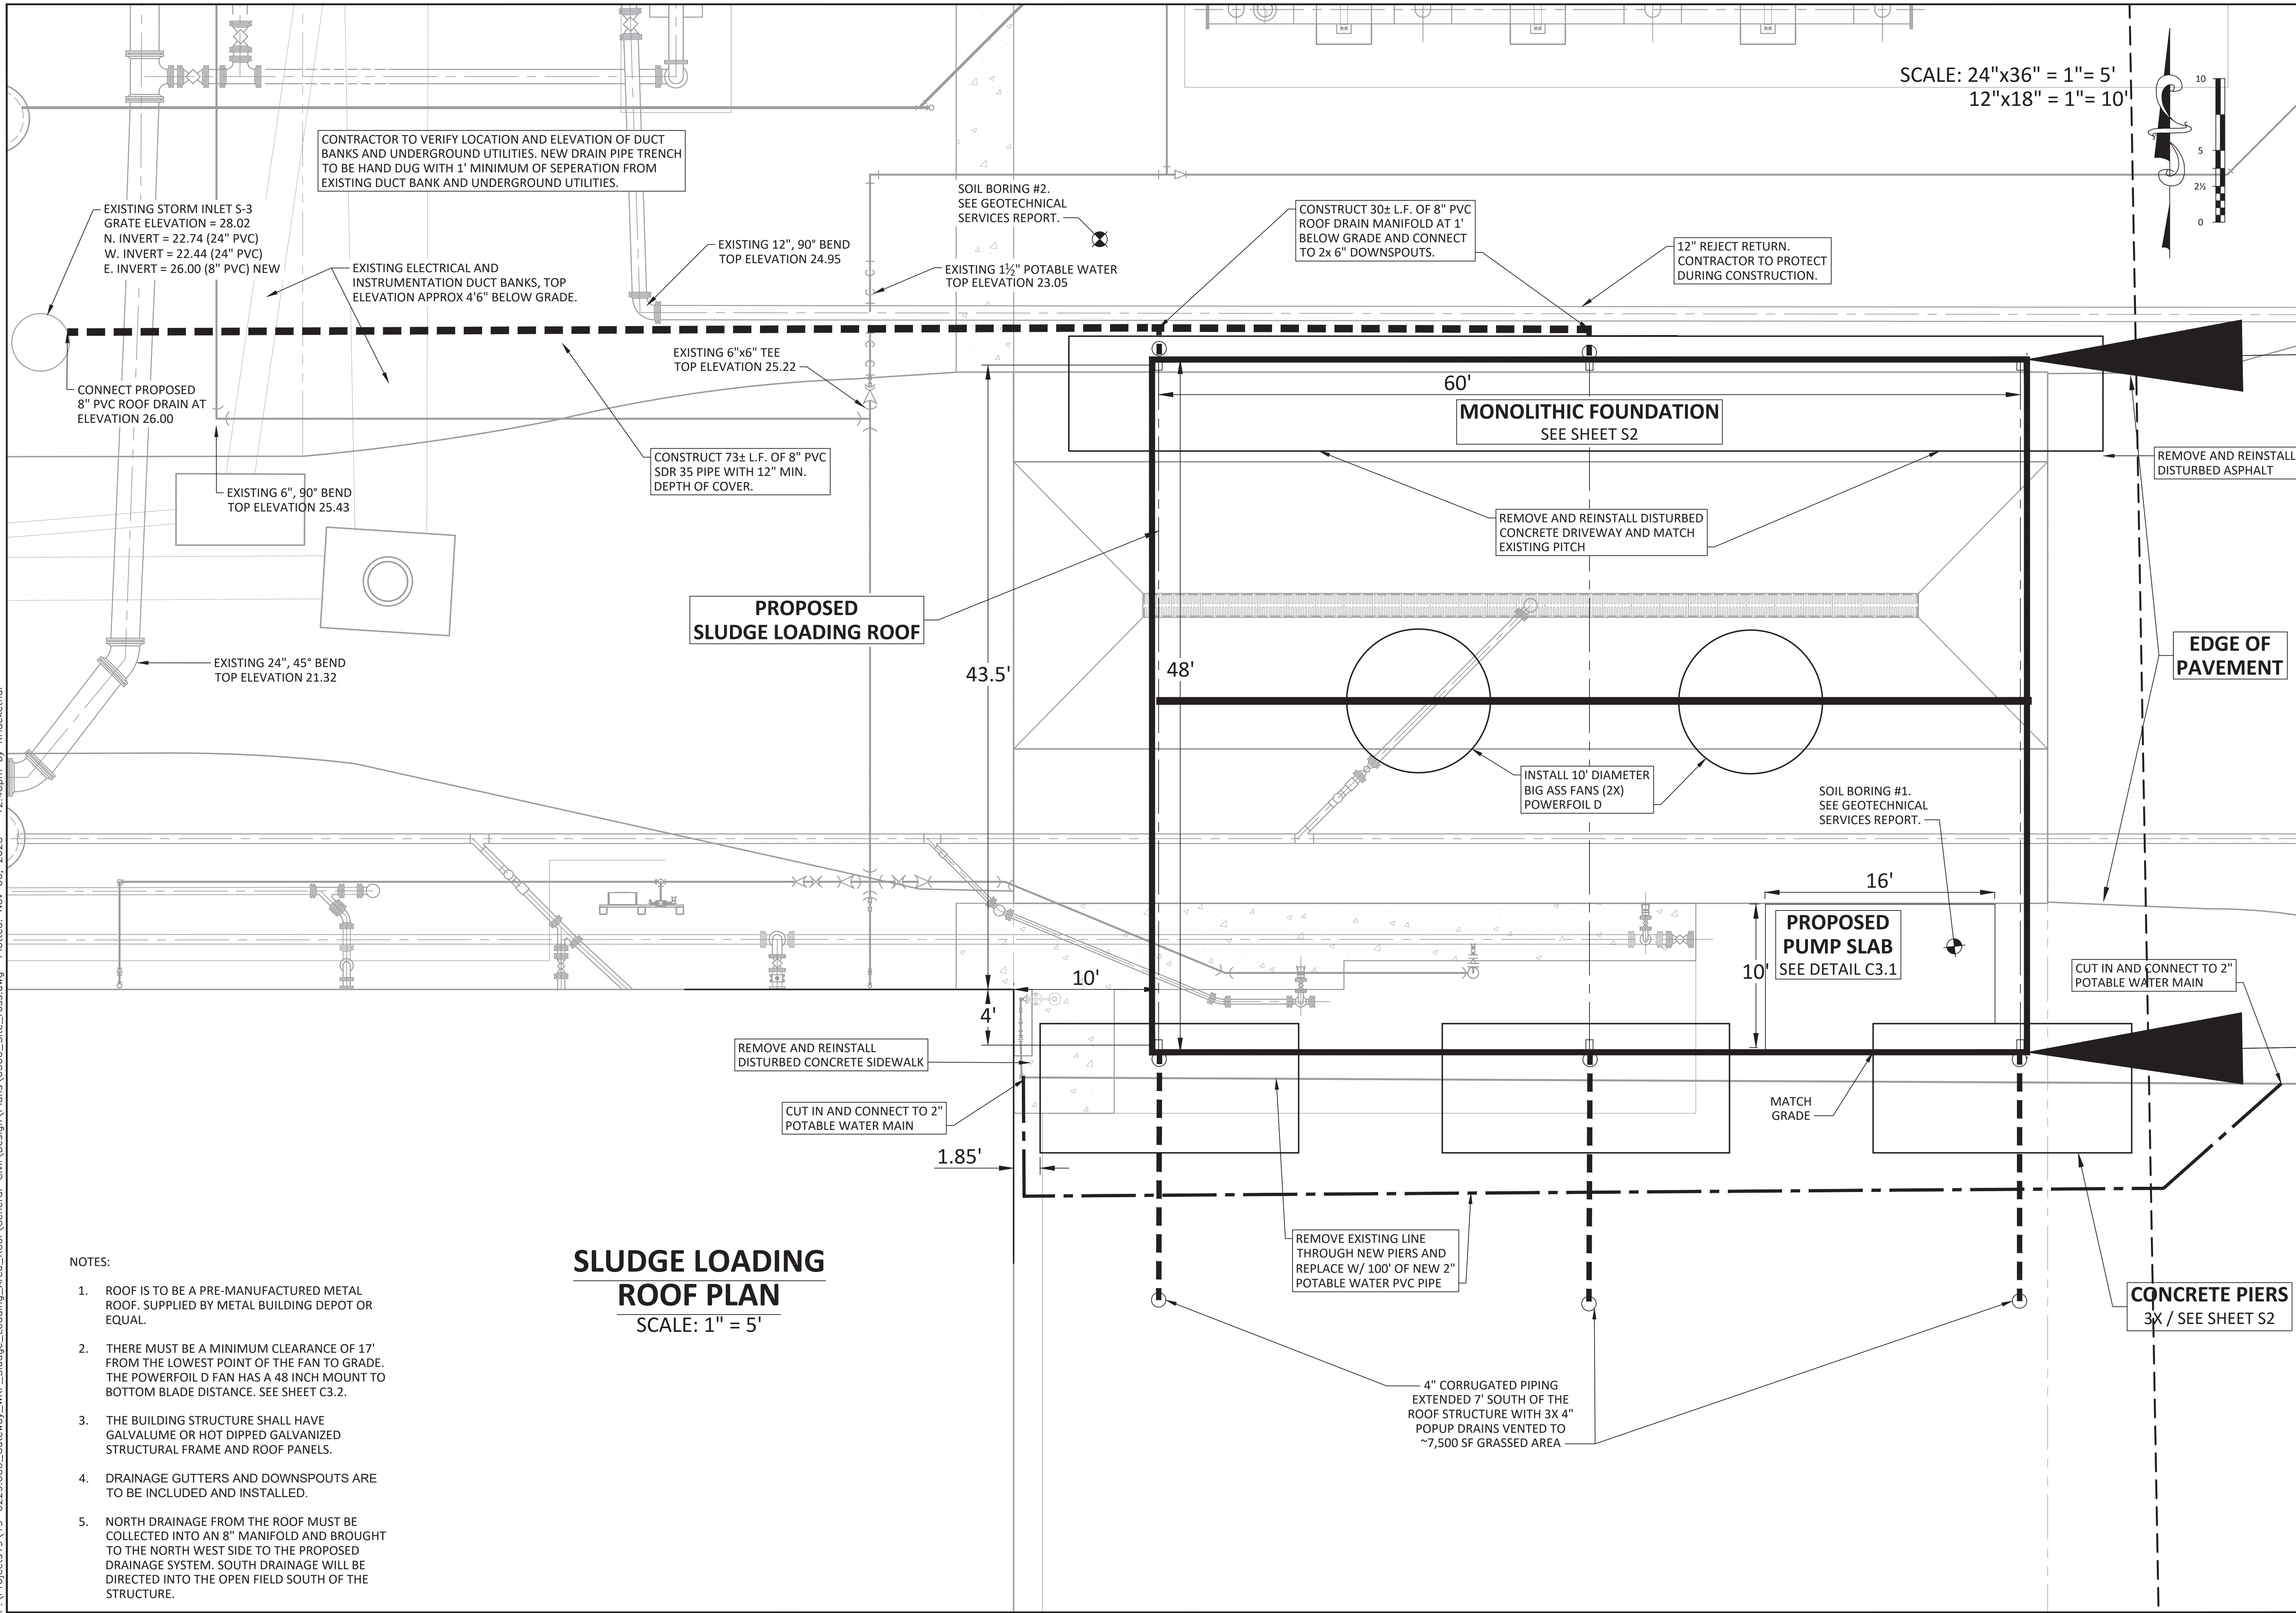 SCALE: 24"x36" = 1"= 5'
12"x18" = 1"= 10'
10
5
2½
0
CONTRACTOR TO VERIFY LOCATION AND ELEVATION OF DUCT
BANKS AND UNDERGROUND UTILITIES. NEW DRAIN PIPE TRENCH
TO BE HAND DUG WITH 1' MINIMUM OF SEPERATION FROM
EXISTING DUCT BANK AND UNDERGROUND UTILITIES.
EXISTING STORM INLET S-3
GRATE ELEVATION = 28.02
N. INVERT = 22.74 (24" PVC)
W. INVERT = 22.44 (24" PVC)
E. INVERT = 26.00 (8" PVC) NEW
EXISTING ELECTRICAL AND
INSTRUMENTATION DUCT BANKS, TOP
ELEVATION APPROX 4'6" BELOW GRADE.
EXISTING 12", 90° BEND
TOP ELEVATION 24.95
SOIL BORING #2.
SEE GEOTECHNICAL
SERVICES REPORT.
EXISTING 1½" POTABLE WATER
TOP ELEVATION 23.05
CONSTRUCT 30± L.F. OF 8" PVC
ROOF DRAIN MANIFOLD AT 1'
BELOW GRADE AND CONNECT
TO 2x 6" DOWNSPOUTS.
12" REJECT RETURN.
CONTRACTOR TO PROTECT
DURING CONSTRUCTION.
EXISTING 6"x6" TEE
TOP ELEVATION 25.22
CONNECT PROPOSED
8" PVC ROOF DRAIN AT
ELEVATION 26.00
60'
MONOLITHIC FOUNDATION
SEE SHEET S2
CONSTRUCT 73± L.F. OF 8" PVC
SDR 35 PIPE WITH 12" MIN.
DEPTH OF COVER.
REMOVE AND REINSTALL
DISTURBED ASPHALT
EXISTING 6", 90° BEND
TOP ELEVATION 25.43
REMOVE AND REINSTALL DISTURBED
CONCRETE DRIVEWAY AND MATCH
EXISTING PITCH
PROPOSED
SLUDGE LOADING ROOF
EXISTING 24", 45° BEND
TOP ELEVATION 21.32
43.5'
48'
EDGE OF
PAVEMENT
INSTALL 10' DIAMETER
BIG ASS FANS (2X)
POWERFOIL D
SOIL BORING #1.
SEE GEOTECHNICAL
SERVICES REPORT.
16'
PROPOSED
PUMP SLAB
SEE DETAIL C3.1
10'
10'
4'
CUT IN AND CONNECT TO 2"
POTABLE WATER MAIN
REMOVE AND REINSTALL
DISTURBED CONCRETE SIDEWALK
CUT IN AND CONNECT TO 2"
POTABLE WATER MAIN
MATCH
GRADE
1.85'
REMOVE EXISTING LINE
THROUGH NEW PIERS AND
REPLACE W/ 100' OF NEW 2"
POTABLE WATER PVC PIPE
CONCRETE PIERS
3X / SEE SHEET S2
4" CORRUGATED PIPING
EXTENDED 7' SOUTH OF THE
ROOF STRUCTURE WITH 3X 4"
POPUP DRAINS VENTED TO
~7,500 SF GRASSED AREA
SLUDGE LOADING
ROOF PLAN
SCALE: 1" = 5'
NOTES:
1. ROOF IS TO BE A PRE-MANUFACTURED METAL
ROOF. SUPPLIED BY METAL BUILDING DEPOT OR
EQUAL.
2. THERE MUST BE A MINIMUM CLEARANCE OF 17'
FROM THE LOWEST POINT OF THE FAN TO GRADE.
THE POWERFOIL D FAN HAS A 48 INCH MOUNT TO
BOTTOM BLADE DISTANCE. SEE SHEET C3.2.
3. THE BUILDING STRUCTURE SHALL HAVE
GALVALUME OR HOT DIPPED GALVANIZED
STRUCTURAL FRAME AND ROOF PANELS.
4. DRAINAGE GUTTERS AND DOWNSPOUTS ARE
TO BE INCLUDED AND INSTALLED.
5. NORTH DRAINAGE FROM THE ROOF MUST BE
COLLECTED INTO AN 8" MANIFOLD AND BROUGHT
TO THE NORTH WEST SIDE TO THE PROPOSED
DRAINAGE SYSTEM. SOUTH DRAINAGE WILL BE
DIRECTED INTO THE OPEN FIELD SOUTH OF THE
STRUCTURE.